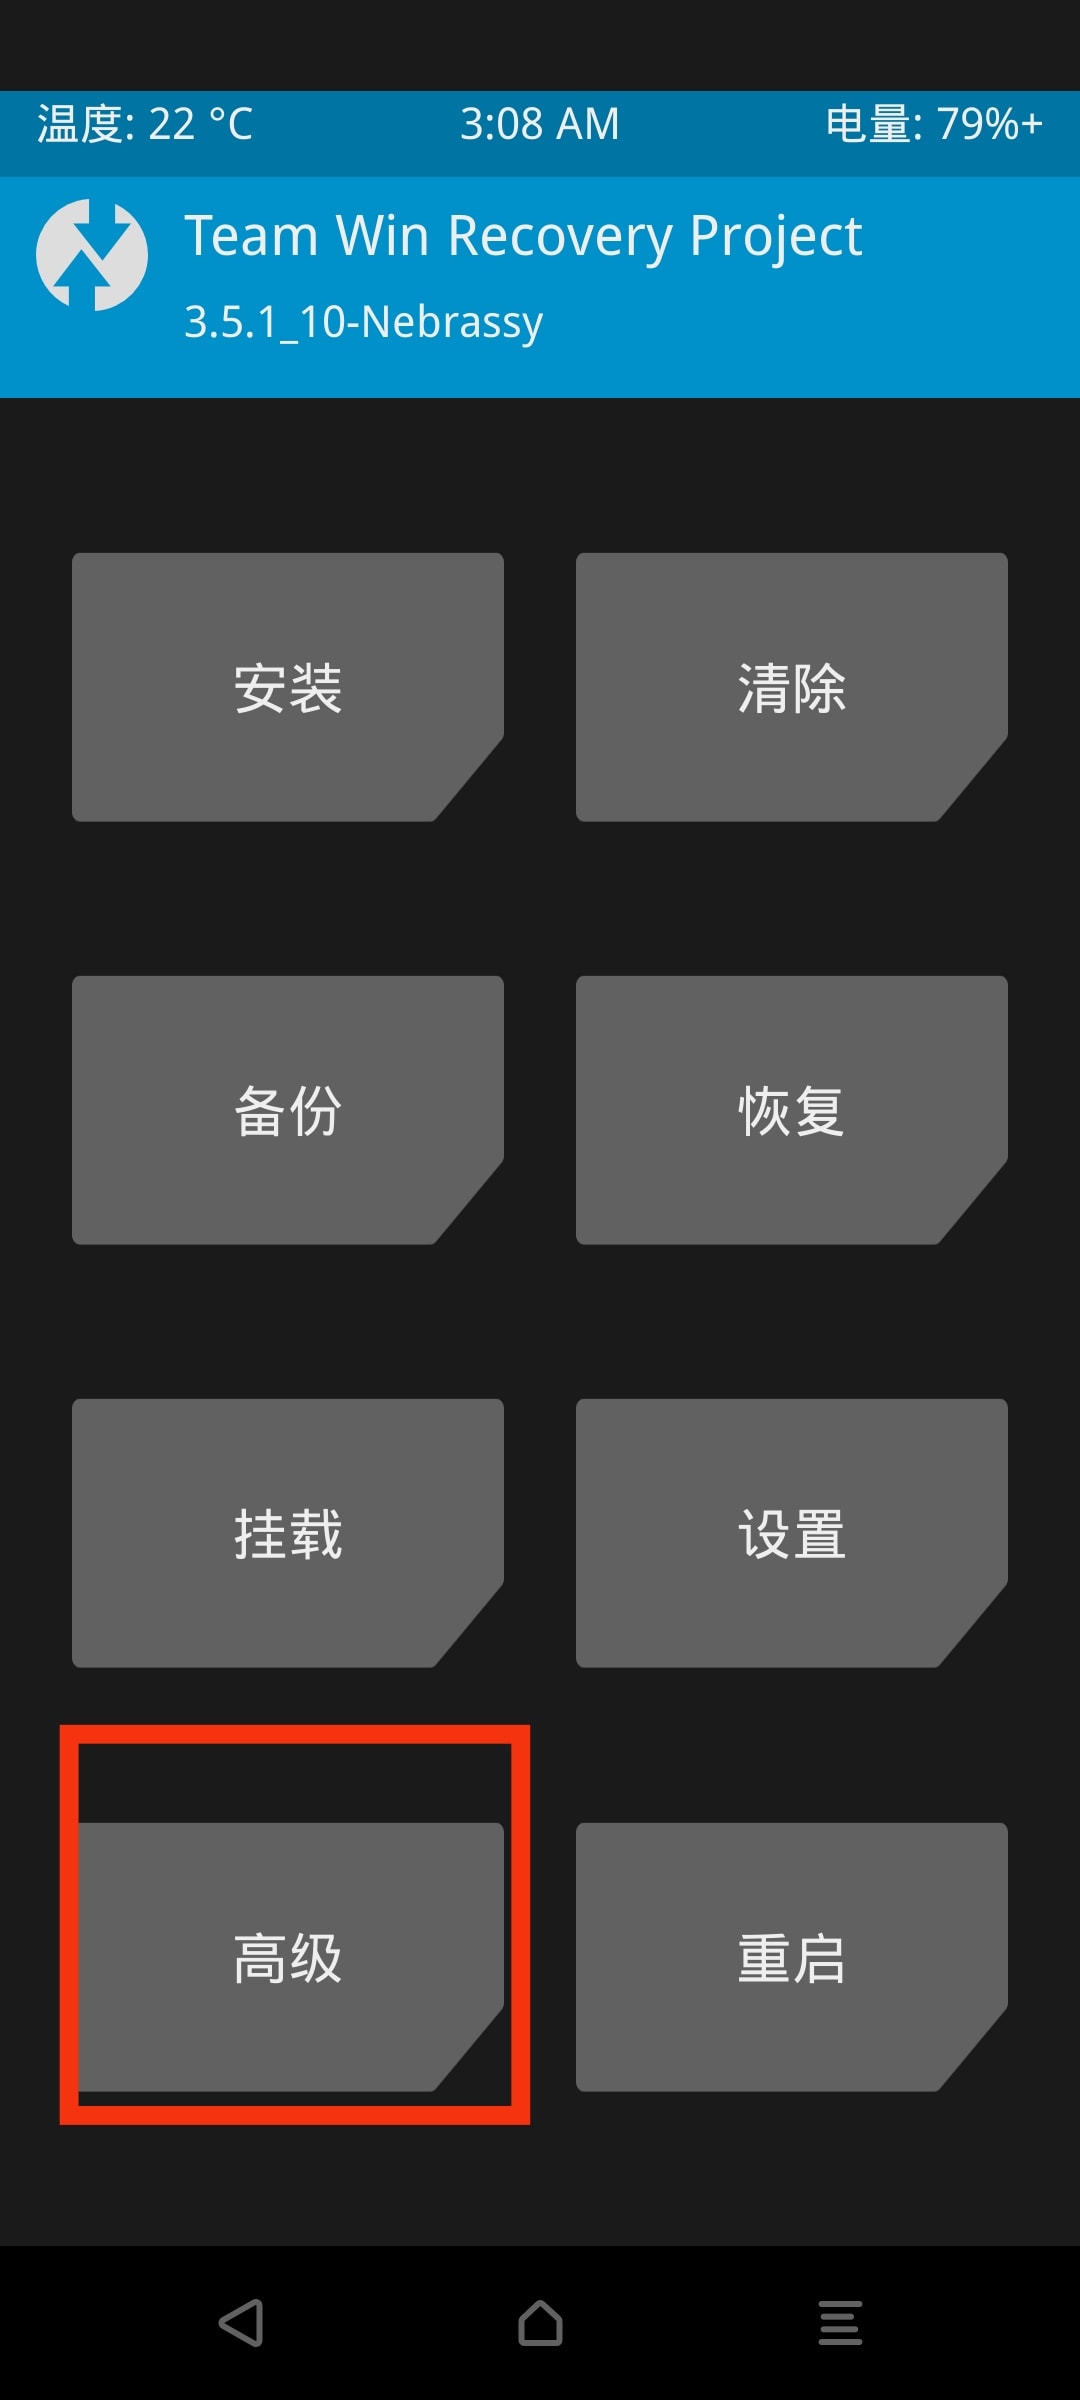 温度: 22 °C 3:08 AM 电量: 79%+
Team Win Recovery Project
3.5.1_10-Nebrassy
安装 清除
备份 恢复
挂载 设置
高级 重启